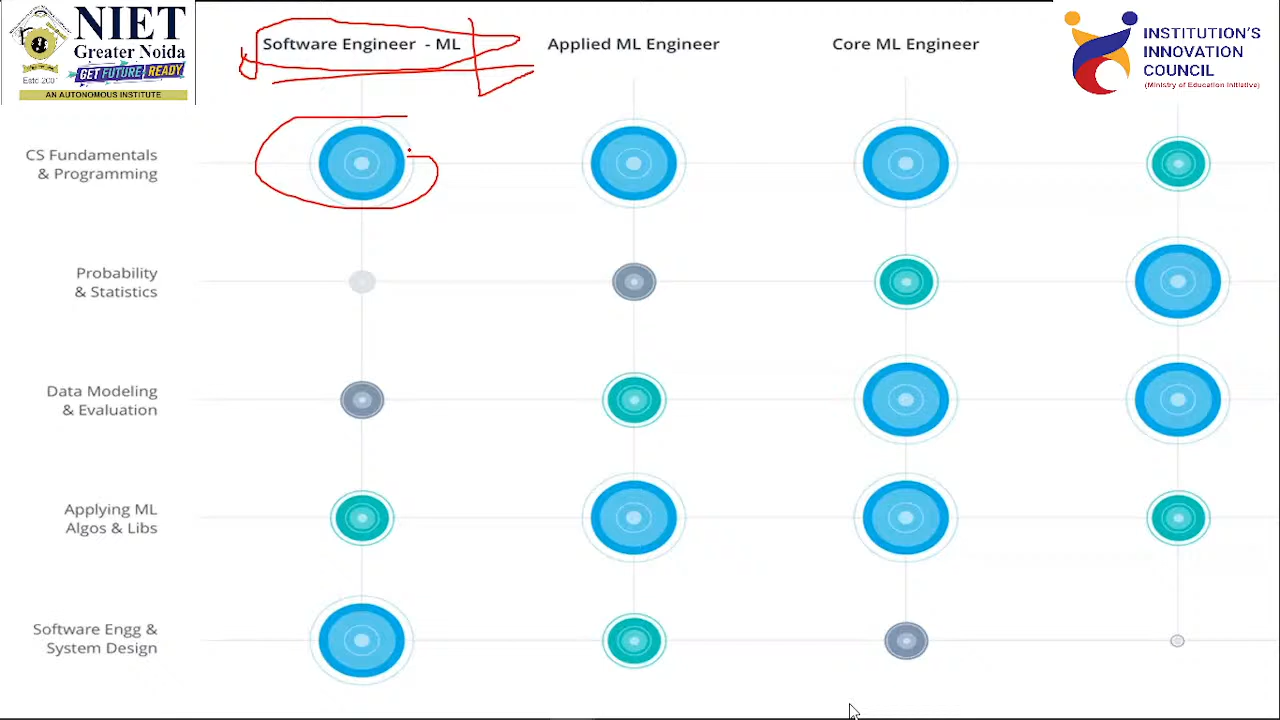 NIET
Greater Noida
GET FUTURE READY
AN AUTONOMOUS INSTITUTE
Software Engineer - ML
Applied ML Engineer
Core ML Engineer
INSTITUTION'S
INNOVATION
COUNCIL
(Ministry of Education Initiative)
CS Fundamentals
& Programming
Probability
& Statistics
Data Modeling
& Evaluation
Applying ML
Algos & Libs
Software Engg &
System Design